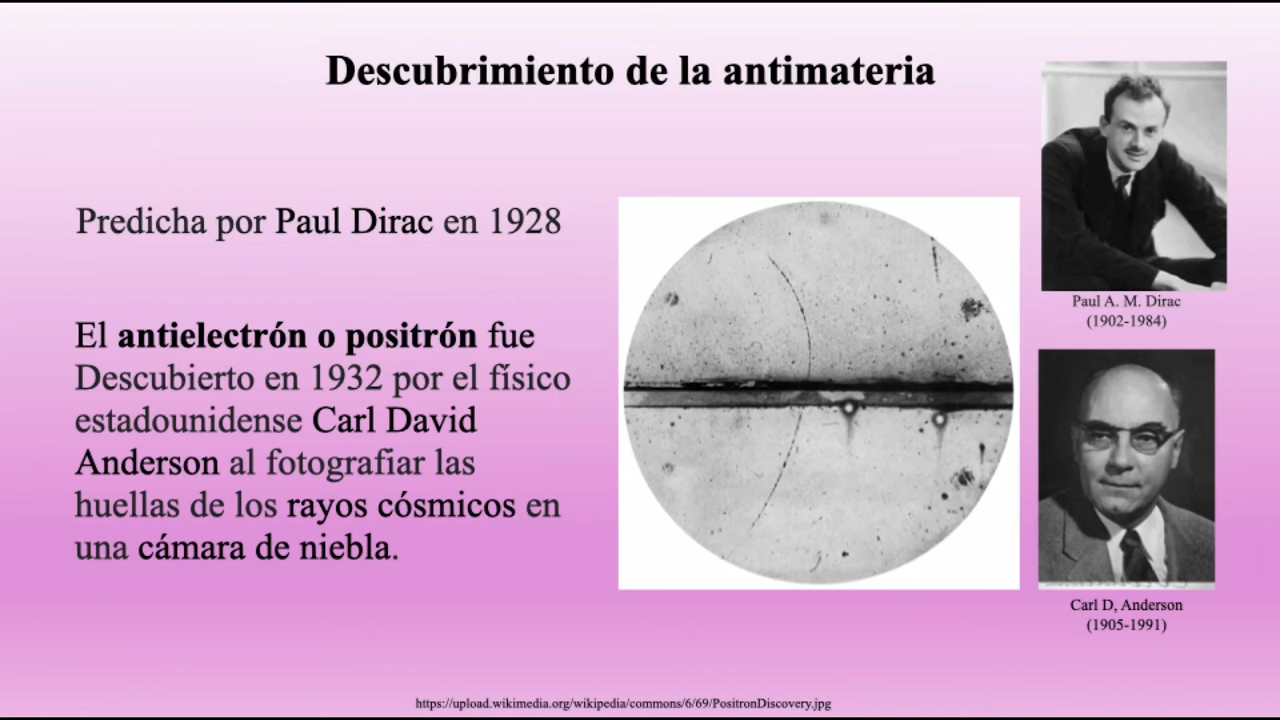 Descubrimiento de la antimateria
Predicha por Paul Dirac en 1928
El antielectrón o positrón fue
Descubierto en 1932 por el físico
estadounidense Carl David
Anderson al fotografiar las
huellas de los rayos cósmicos en
una cámara de niebla.
Paul A. M. Dirac
(1902-1984)
Carl D, Anderson
(1905-1991)
https://upload.wikimedia.org/wikipedia/commons/6/69/PositronDiscovery.jpg